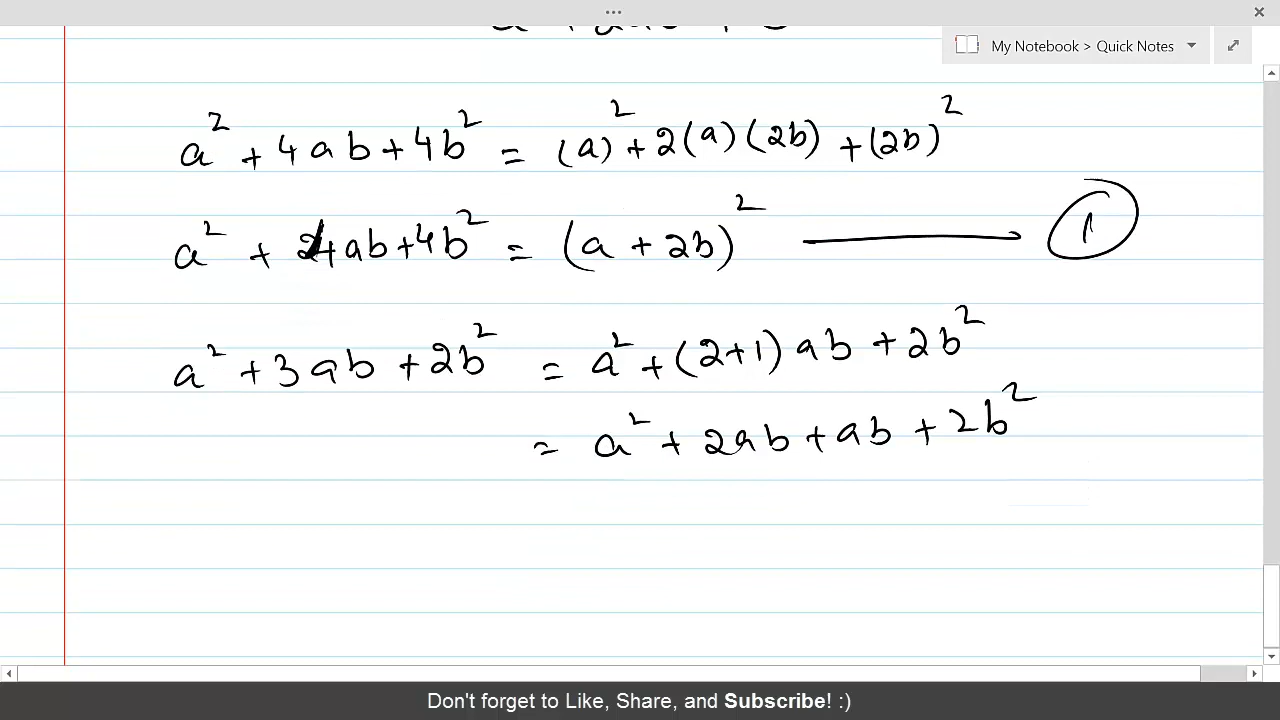 ...
My Notebook > Quick Notes
a² + 4ab + 4b² = (a)² + 2(a)(2b) + (2b)²
a² + 4ab + 4b² = (a + 2b)² ——— ①
a² + 3ab + 2b² = a² + (2+1)ab + 2b²
= a² + 2ab + ab + 2b²
Don't forget to Like, Share, and Subscribe! :)